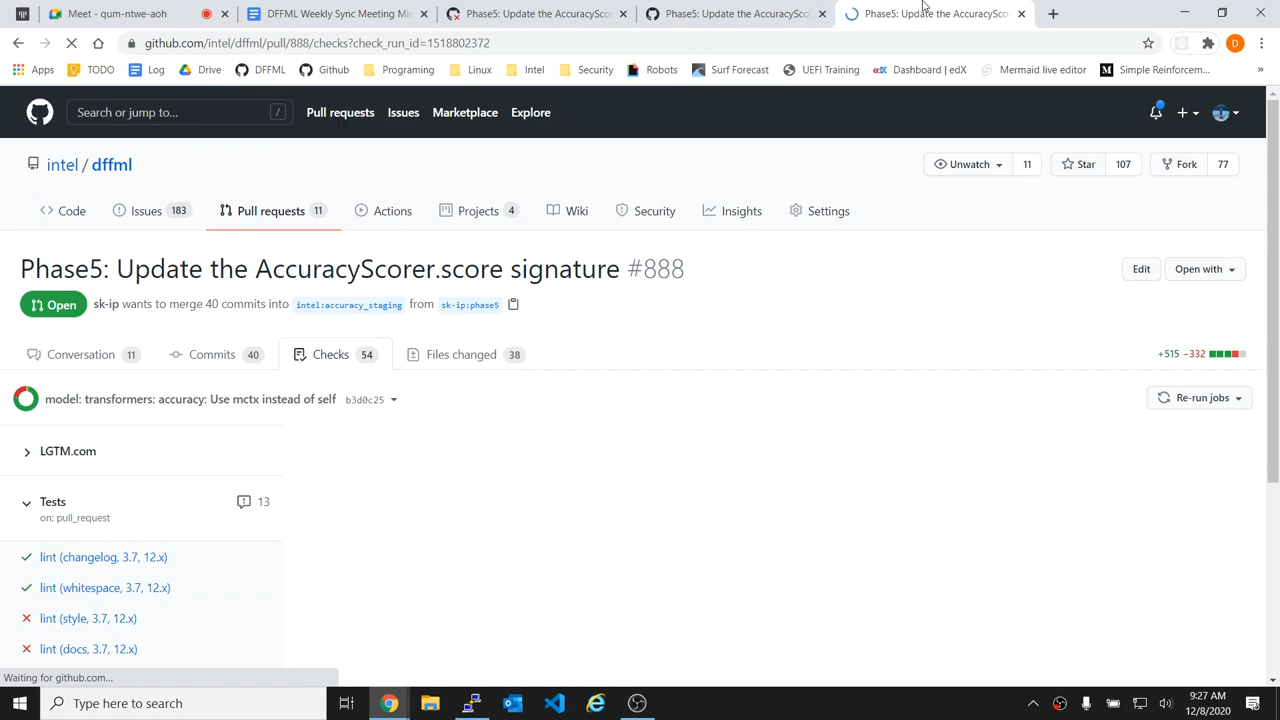 Meet - qum-ntwe-aoh
DFFML Weekly Sync Meeting Min
Phase5: Update the AccuracySco
Phase5: Update the AccuracySco
Phase5: Update the AccuracySco
github.com/intel/dffml/pull/888/checks?check_run_id=1518802372
D
Apps
TODO
Log
Drive
DFFML
Github
Programing
Linux
Intel
Security
Robots
Surf Forecast
UEFI Training
Dashboard | edX
Mermaid live editor
Simple Reinforcem...
»
Search or jump to...
/
Pull requests
Issues
Marketplace
Explore
intel / dffml
Unwatch
11
Star
107
Fork
77
Code
Issues 183
Pull requests 11
Actions
Projects 4
Wiki
Security
Insights
Settings
Phase5: Update the AccuracyScorer.score signature #888
Edit
Open with
Open
sk-ip wants to merge 40 commits into intel:accuracy_staging from sk-ip:phase5
Conversation 11
Commits 40
Checks 54
Files changed 38
+515 −332
model: transformers: accuracy: Use mctx instead of self b3d0c25
Re-run jobs
LGTM.com
Tests
13
on: pull_request
lint (changelog, 3.7, 12.x)
lint (whitespace, 3.7, 12.x)
lint (style, 3.7, 12.x)
lint (docs, 3.7, 12.x)
Waiting for github.com...
Type here to search
9:27 AM
12/8/2020